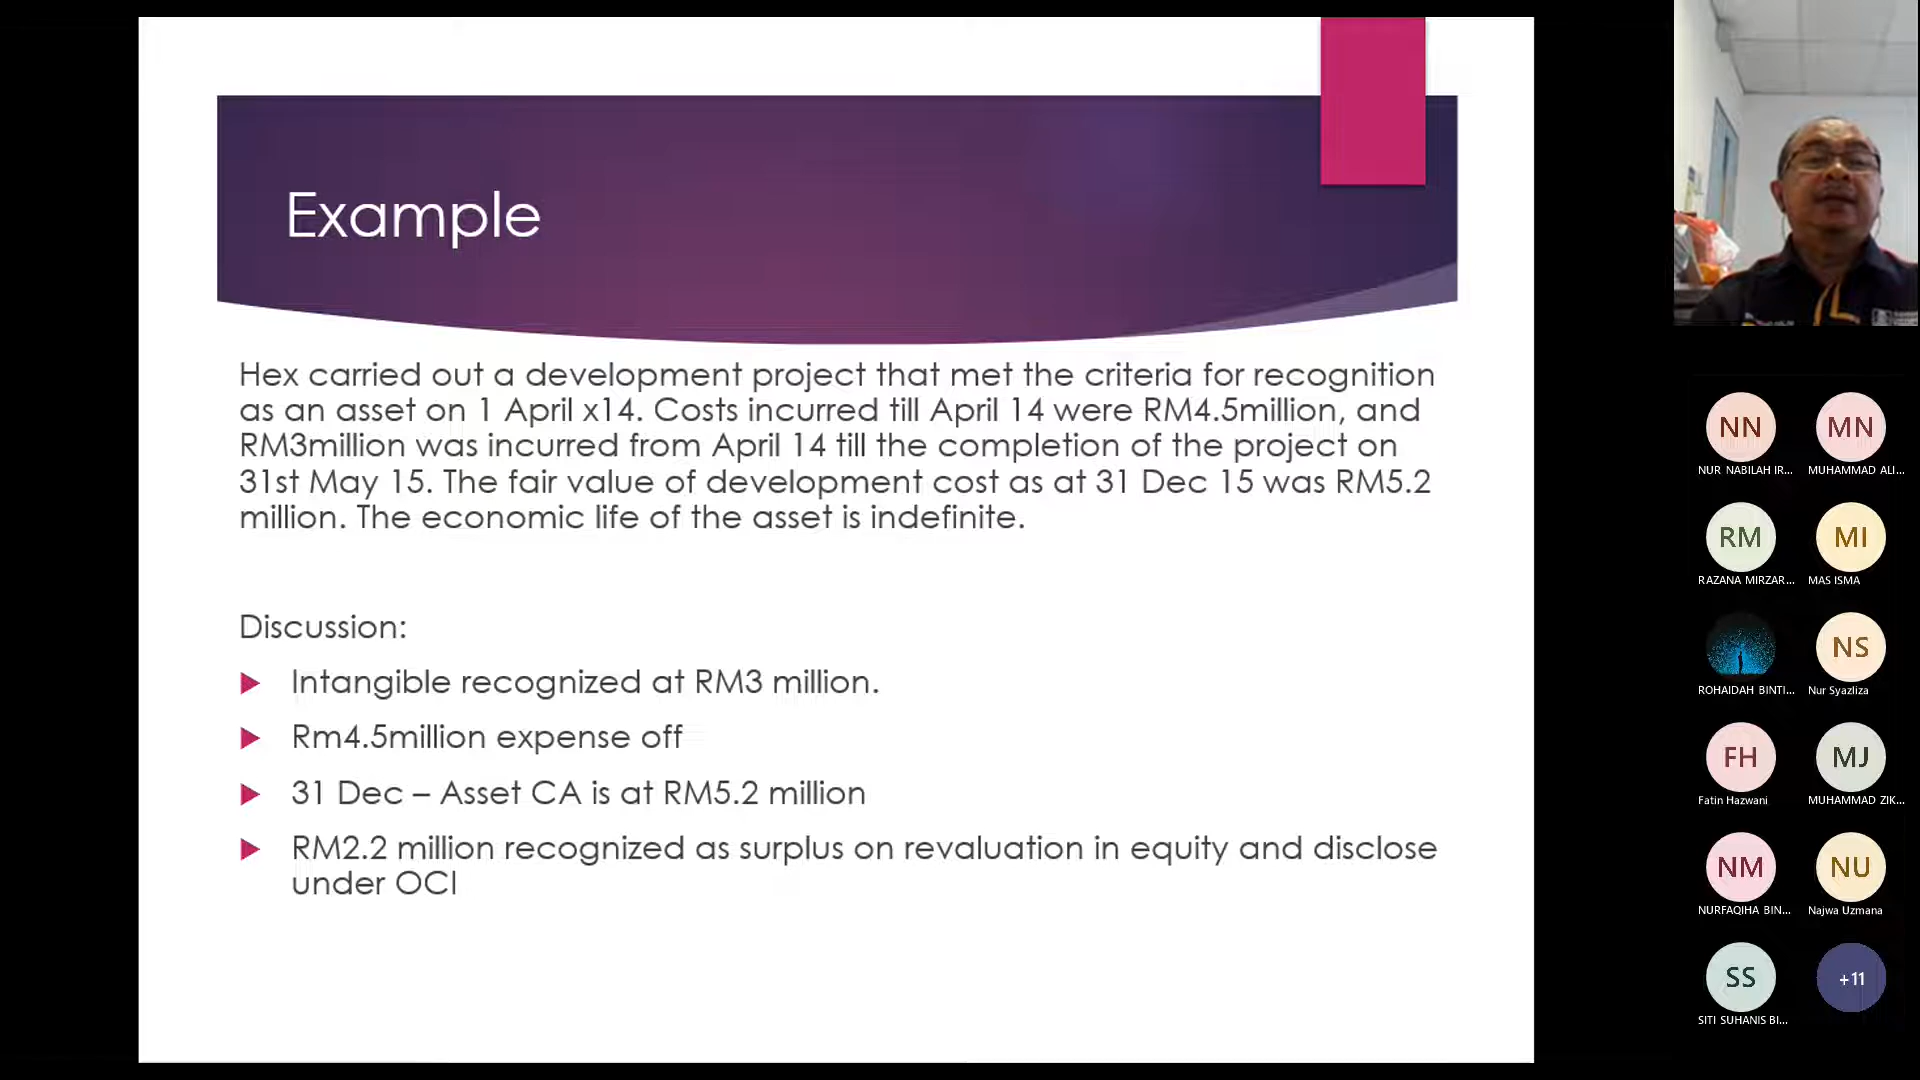 Example
Hex carried out a development project that met the criteria for recognition
as an asset on 1 April x14. Costs incurred till April 14 were RM4.5million, and
RM3million was incurred from April 14 till the completion of the project on
31st May 15. The fair value of development cost as at 31 Dec 15 was RM5.2
million. The economic life of the asset is indefinite.
Discussion:
Intangible recognized at RM3 million.
Rm4.5million expense off
31 Dec – Asset CA is at RM5.2 million
RM2.2 million recognized as surplus on revaluation in equity and disclose
under OCI
NN MN
NUR NABILAH IR... MUHAMMAD ALI...
RM MI
RAZANA MIRZAR... MAS ISMA
NS
ROHAIDAH BINTI... Nur Syazliza
FH MJ
Fatin Hazwani MUHAMMAD ZIK...
NM NU
NURFAQIHA BIN... Najwa Uzmana
SS +11
SITI SUHANIS BI...